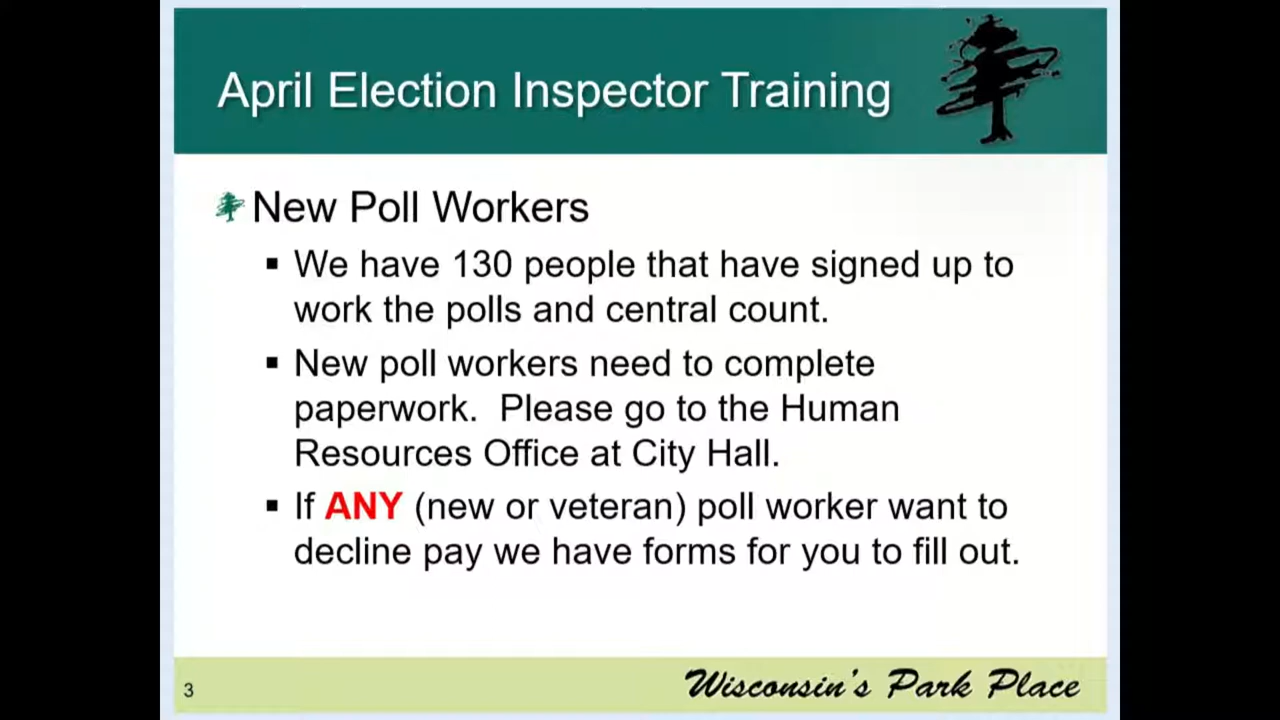 April Election Inspector Training
New Poll Workers
▪ We have 130 people that have signed up to
work the polls and central count.
▪ New poll workers need to complete
paperwork.  Please go to the Human
Resources Office at City Hall.
▪ If ANY (new or veteran) poll worker want to
decline pay we have forms for you to fill out.
3
Wisconsin's Park Place